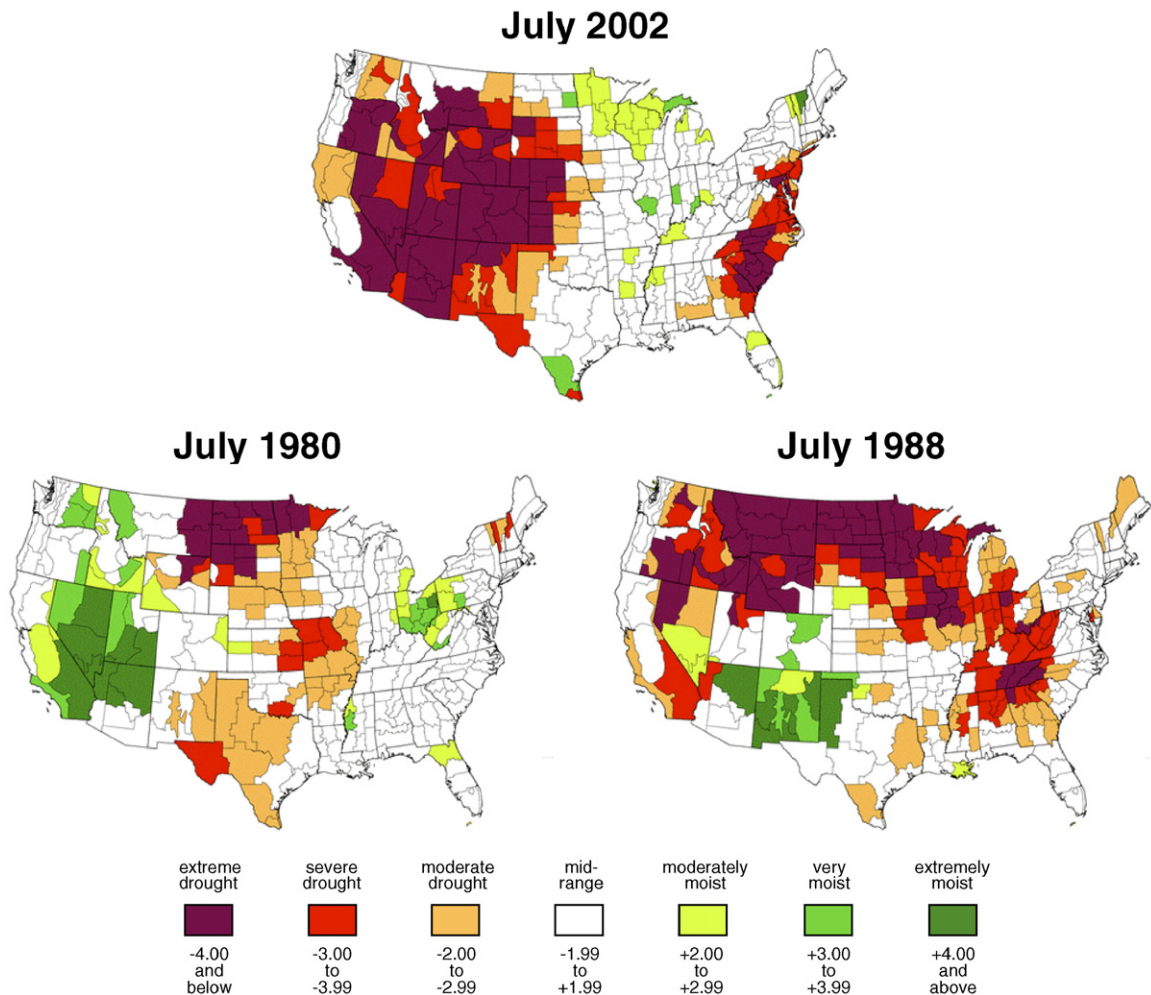 July 2002
July 1980
July 1988
extreme
drought
severe
drought
moderate
drought
mid-
range
moderately
moist
very
moist
extremely
moist
-4.00
and
below
-3.00
to
-3.99
-2.00
to
-2.99
-1.99
to
+1.99
+2.00
to
+2.99
+3.00
to
+3.99
+4.00
and
above